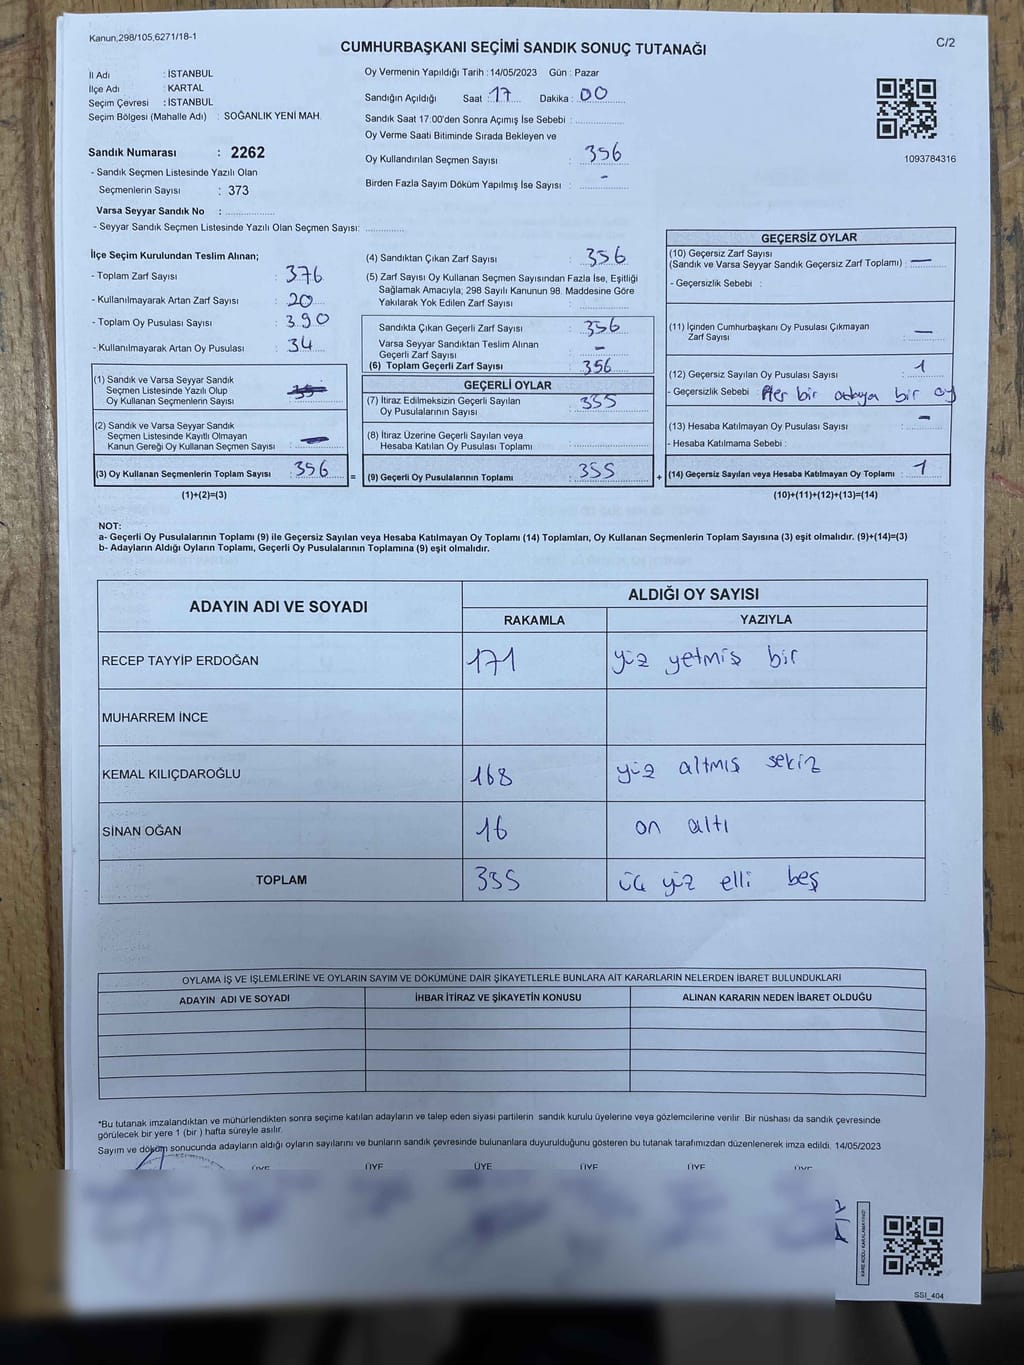 Kanun,298/105,6271/18-1
C/2
CUMHURBAŞKANI SEÇİMİ SANDIK SONUÇ TUTANAĞI
İl Adı : İSTANBUL
İlçe Adı : KARTAL
Seçim Çevresi : İSTANBUL
Seçim Bölgesi (Mahalle Adı) : SOĞANLIK YENİ MAH.
Sandık Numarası : 2262
- Sandık Seçmen Listesinde Yazılı Olan
Seçmenlerin Sayısı : 373
Varsa Seyyar Sandık No :
- Seyyar Sandık Seçmen Listesinde Yazılı Olan Seçmen Sayısı:
Oy Vermenin Yapıldığı Tarih : 14/05/2023 Gün : Pazar
Sandığın Açıldığı Saat : 17 Dakika : 00
Sandık Saat 17:00'den Sonra Açımış İse Sebebi :
Oy Verme Saati Bitiminde Sırada Bekleyen ve
Oy Kullandırılan Seçmen Sayısı : 356
Birden Fazla Sayım Döküm Yapılmış İse Sayısı : -
1093784316
İlçe Seçim Kurulundan Teslim Alınan;
- Toplam Zarf Sayısı : 376
- Kullanılmayarak Artan Zarf Sayısı : 20
- Toplam Oy Pusulası Sayısı : 390
- Kullanılmayarak Artan Oy Pusulası : 34
(1) Sandık ve Varsa Seyyar Sandık
Seçmen Listesinde Yazılı Olup
Oy Kullanan Seçmenlerin Sayısı :
(2) Sandık ve Varsa Seyyar Sandık
Seçmen Listesinde Kayıtlı Olmayan
Kanun Gereği Oy Kullanan Seçmen Sayısı :
(3) Oy Kullanan Seçmenlerin Toplam Sayısı : 356
(1)+(2)=(3)
=
(4) Sandıktan Çıkan Zarf Sayısı : 356
(5) Zarf Sayısı Oy Kullanan Seçmen Sayısından Fazla İse, Eşitliği
Sağlamak Amacıyla; 298 Sayılı Kanunun 98. Maddesine Göre
Yakılarak Yok Edilen Zarf Sayısı :
Sandıkta Çıkan Geçerli Zarf Sayısı : 356
Varsa Seyyar Sandıktan Teslim Alınan
Geçerli Zarf Sayısı : -
(6) Toplam Geçerli Zarf Sayısı : 356
GEÇERLİ OYLAR
(7) İtiraz Edilmeksizin Geçerli Sayılan
Oy Pusulalarının Sayısı : 355
(8) İtiraz Üzerine Geçerli Sayılan veya
Hesaba Katılan Oy Pusulası Toplamı :
(9) Geçerli Oy Pusulalarının Toplamı : 355
+
GEÇERSİZ OYLAR
(10) Geçersiz Zarf Sayısı
(Sandık ve Varsa Seyyar Sandık Geçersiz Zarf Toplamı) : -
- Geçersizlik Sebebi :
(11) İçinden Cumhurbaşkanı Oy Pusulası Çıkmayan
Zarf Sayısı : -
(12) Geçersiz Sayılan Oy Pusulası Sayısı : 1
- Geçersizlik Sebebi Her bir adaya bir oy
(13) Hesaba Katılmayan Oy Pusulası Sayısı : -
- Hesaba Katılmama Sebebi :
(14) Geçersiz Sayılan veya Hesaba Katılmayan Oy Toplamı : 1
(10)+(11)+(12)+(13)=(14)
NOT:
a- Geçerli Oy Pusulalarının Toplamı (9) ile Geçersiz Sayılan veya Hesaba Katılmayan Oy Toplamı (14) Toplamları, Oy Kullanan Seçmenlerin Toplam Sayısına (3) eşit olmalıdır. (9)+(14)=(3)
b- Adayların Aldığı Oyların Toplamı, Geçerli Oy Pusulalarının Toplamına (9) eşit olmalıdır.
ADAYIN ADI VE SOYADI
ALDIĞI OY SAYISI
RAKAMLA YAZIYLA
RECEP TAYYİP ERDOĞAN 171 yüz yetmiş bir
MUHARREM İNCE
KEMAL KILIÇDAROĞLU 168 yüz altmış sekiz
SİNAN OĞAN 16 on altı
TOPLAM 355 üç yüz elli beş
OYLAMA İŞ VE İŞLEMLERİNE VE OYLARIN SAYIM VE DÖKÜMÜNE DAİR ŞİKAYETLERLE BUNLARA AİT KARARLARIN NELERDEN İBARET BULUNDUKLARI
ADAYIN ADI VE SOYADI İHBAR İTİRAZ VE ŞİKAYETİN KONUSU ALINAN KARARIN NEDEN İBARET OLDUĞU
*Bu tutanak imzalandıktan ve mühürlendikten sonra seçime katılan adayların ve talep eden siyasi partilerin sandık kurulu üyelerine veya gözlemcilerine verilir. Bir nüshası da sandık çevresinde
görülecek bir yere 1 (bir ) hafta süreyle asılır.
Sayım ve döküm sonucunda adayların aldığı oyların sayılarını ve bunların sandık çevresinde bulunanlara duyurulduğunu gösteren bu tutanak tarafımızdan düzenlenerek imza edildi. 14/05/2023
ÜYE ÜYE ÜYE ÜYE ÜYE ÜYE
KARE KODU KARALAMAYINIZ!
SSI_404